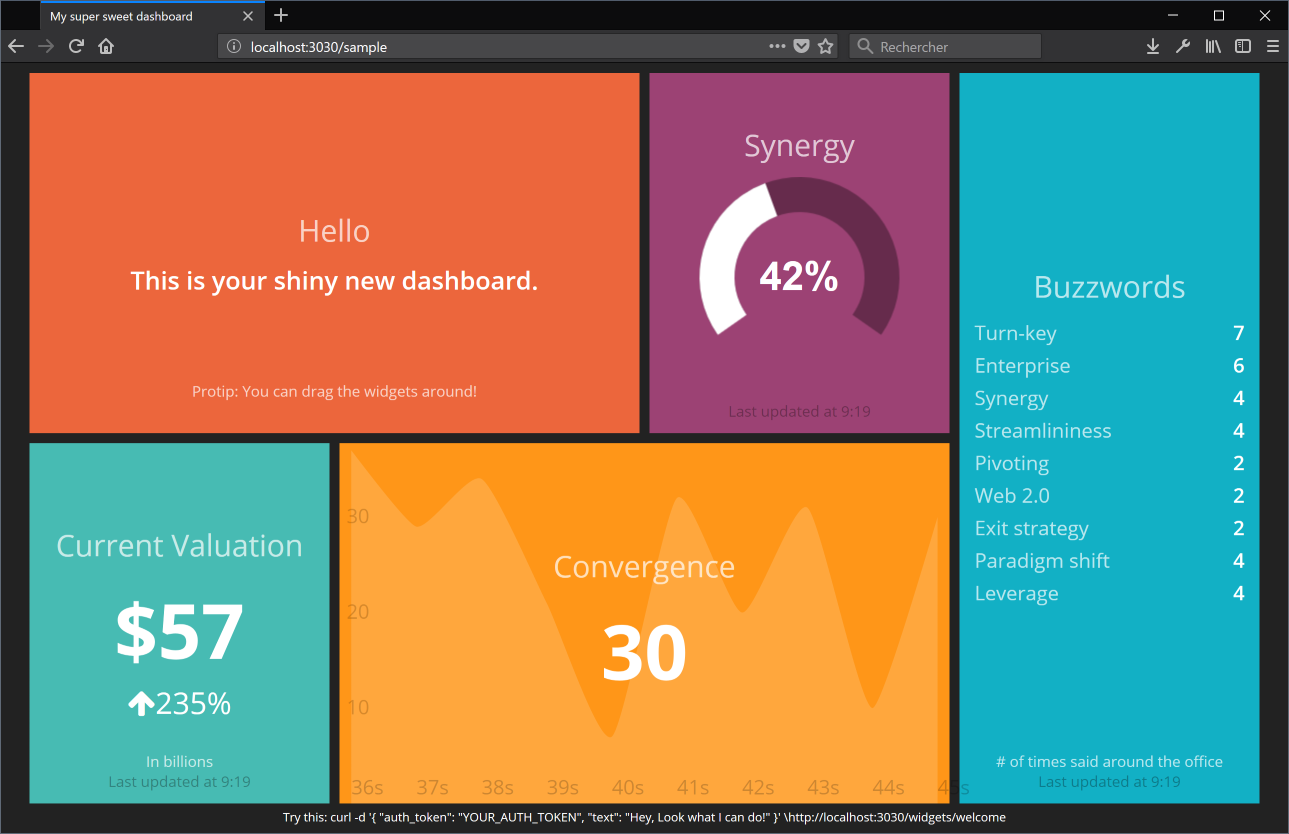 My super sweet dashboard
localhost:3030/sample
Rechercher
Hello
This is your shiny new dashboard.
Protip: You can drag the widgets around!
Synergy
42%
Last updated at 9:19
Buzzwords
Turn-key 7
Enterprise 6
Synergy 4
Streamlininess 4
Pivoting 2
Web 2.0 2
Exit strategy 2
Paradigm shift 4
Leverage 4
# of times said around the office
Last updated at 9:19
Current Valuation
$57
235%
In billions
Last updated at 9:19
Convergence
30
30
20
10
36s 37s 38s 39s 40s 41s 42s 43s 44s 45s
Try this: curl -d '{ "auth_token": "YOUR_AUTH_TOKEN", "text": "Hey, Look what I can do!" }' \http://localhost:3030/widgets/welcome